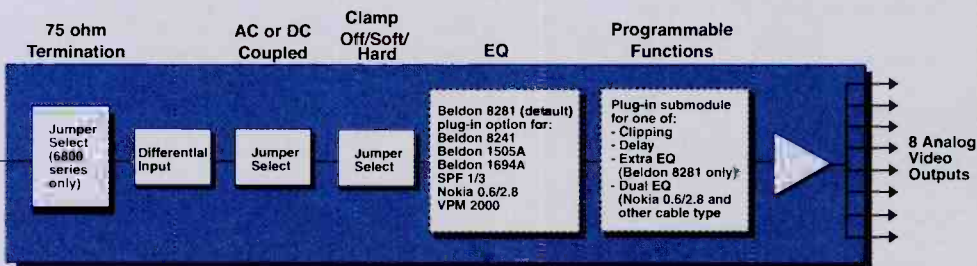 75 ohm
Termination
AC or DC
Coupled
Clamp
Off/Soft/
Hard
EQ
Programmable
Functions
Jumper
Select
(6800
series
only)
Differential
Input
Jumper
Select
Jumper
Select
Beldon 8281 (default)
plug-in option for:
Beldon 8241
Beldon 1505A
Beldon 1694A
SPF 1/3
Nokia 0.6/2.8
VPM 2000
Plug-in submodule
for one of:
- Clipping
- Delay
- Extra EQ
(Beldon 8281 only)
- Dual EQ
(Nokia 0.6/2.8 and
other cable type
8 Analog
Video
Outputs